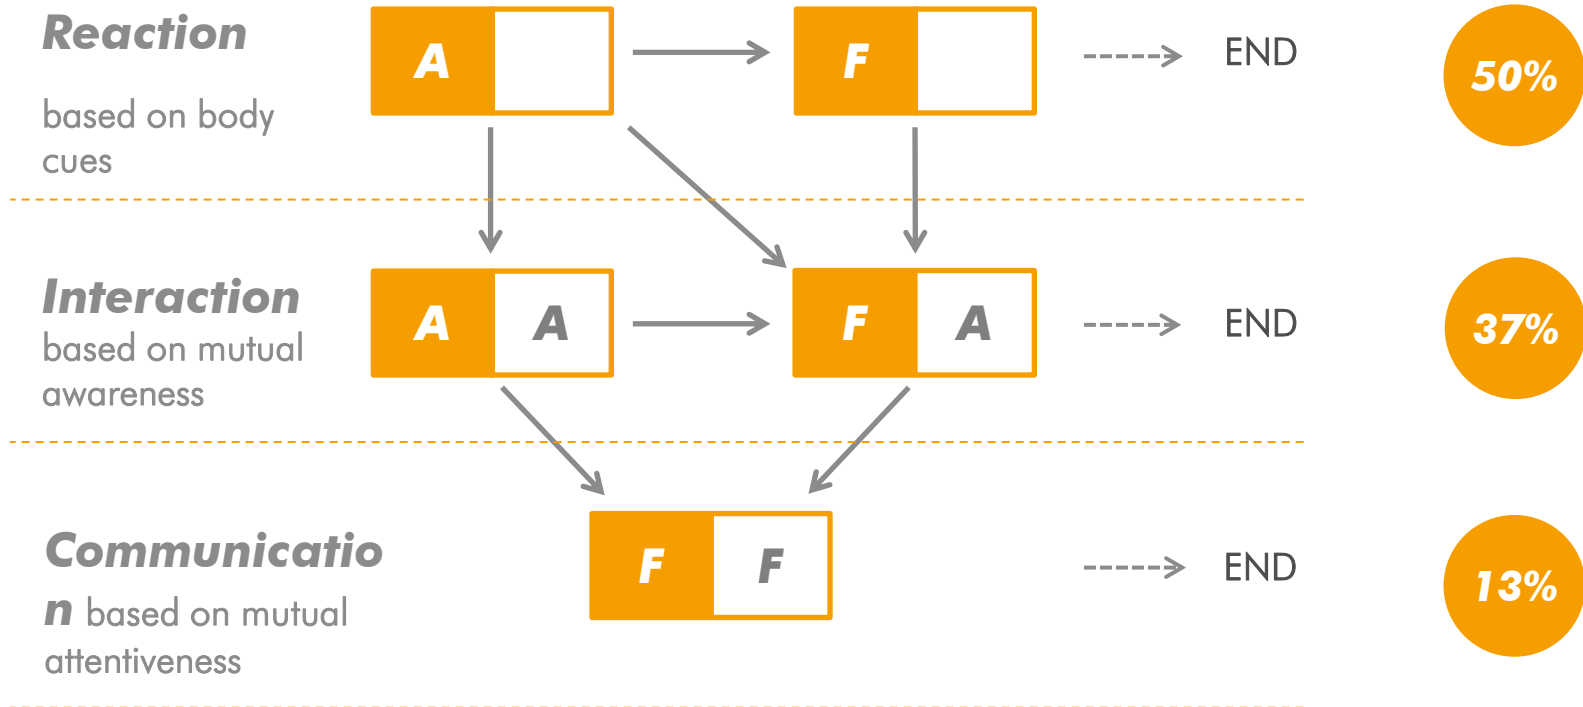 Reaction
based on body
cues
A
F
END
50%
Interaction
based on mutual
awareness
A A
F A
END
37%
Communicatio
n based on mutual
attentiveness
F F
END
13%